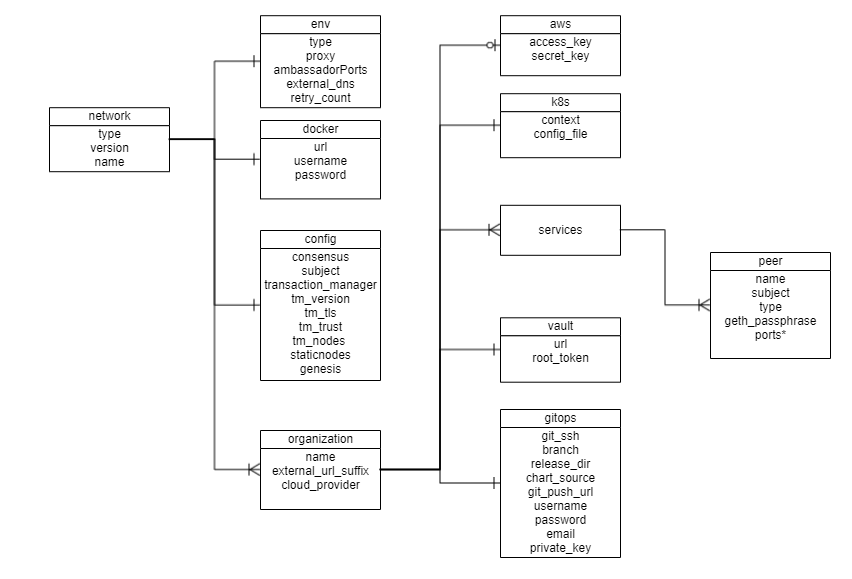 network
type
version
name
env
type
proxy
ambassadorPorts
external_dns
retry_count
docker
url
username
password
config
consensus
subject
transaction_manager
tm_version
tm_tls
tm_trust
tm_nodes
staticnodes
genesis
organization
name
external_url_suffix
cloud_provider
aws
access_key
secret_key
k8s
context
config_file
services
vault
url
root_token
gitops
git_ssh
branch
release_dir
chart_source
git_push_url
username
password
email
private_key
peer
name
subject
type
geth_passphrase
ports*